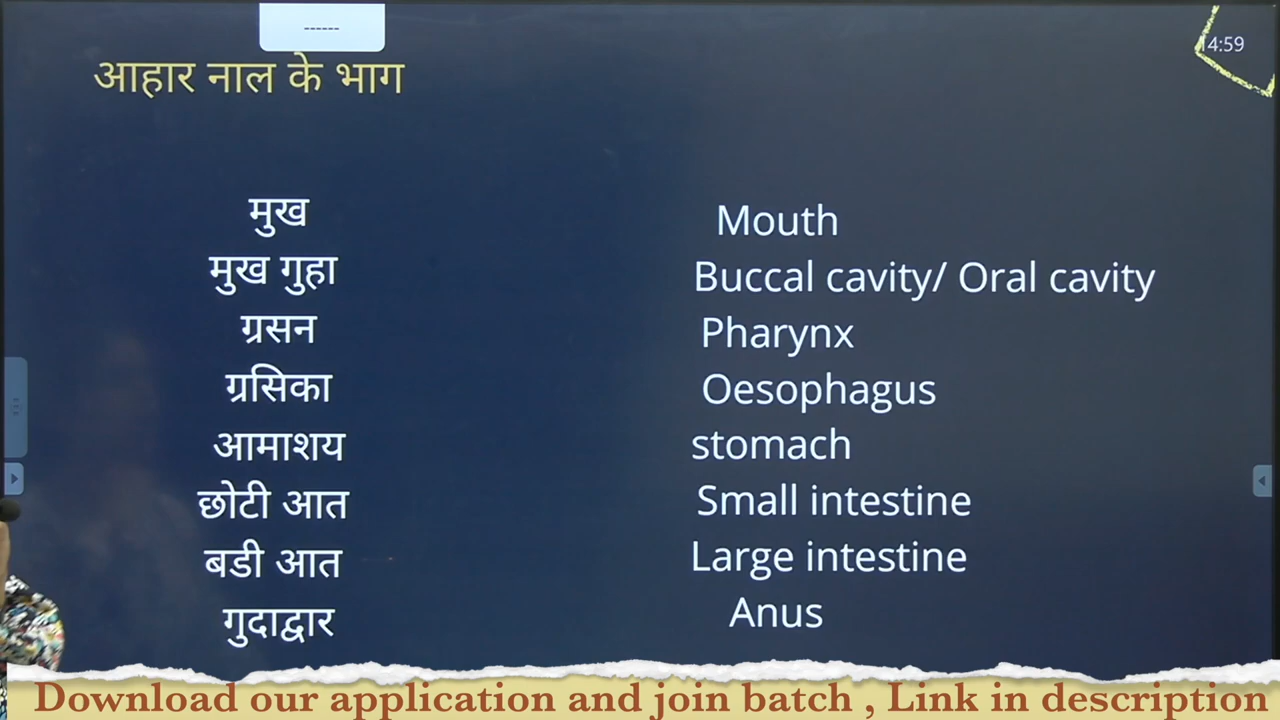 ------
14:59
आहार नाल के भाग
मुख Mouth
मुख गुहा Buccal cavity/ Oral cavity
ग्रसन Pharynx
ग्रसिका Oesophagus
आमाशय stomach
छोटी आत Small intestine
बडी आत Large intestine
गुदाद्वार Anus
Download our application and join batch , Link in description